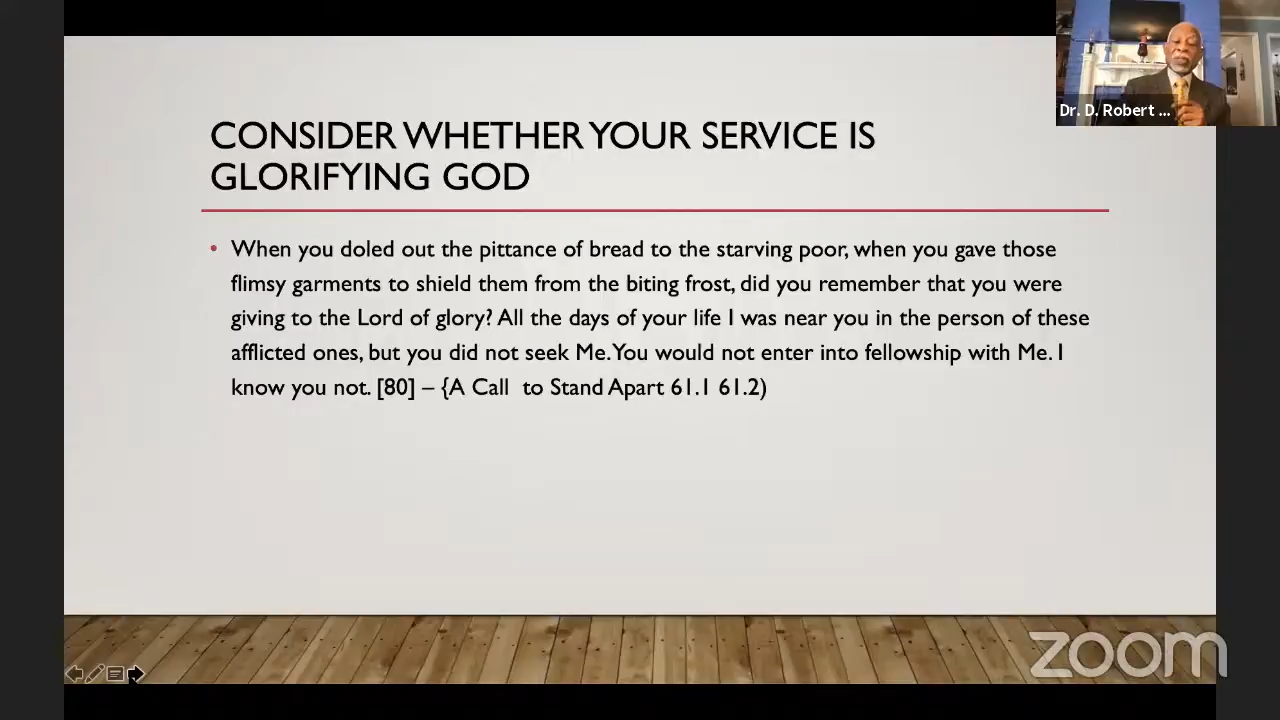 Dr. D. Robert ...
CONSIDER WHETHER YOUR SERVICE IS
GLORIFYING GOD
• When you doled out the pittance of bread to the starving poor, when you gave those
flimsy garments to shield them from the biting frost, did you remember that you were
giving to the Lord of glory? All the days of your life I was near you in the person of these
afflicted ones, but you did not seek Me. You would not enter into fellowship with Me. I
know you not. [80] – {A Call to Stand Apart 61.1 61.2)
zoom